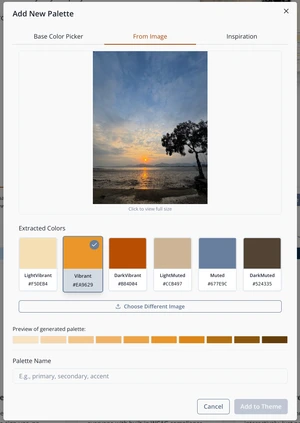 Add New Palette
Base Color Picker
From Image
Inspiration
Click to view full size
Extracted Colors
LightVibrant
#F5DEB4
Vibrant
#EA9629
DarkVibrant
#B84D04
LightMuted
#CCB497
Muted
#677E9C
DarkMuted
#524335
Choose Different Image
Preview of generated palette:
Palette Name
E.g., primary, secondary, accent
Cancel
Add to Theme